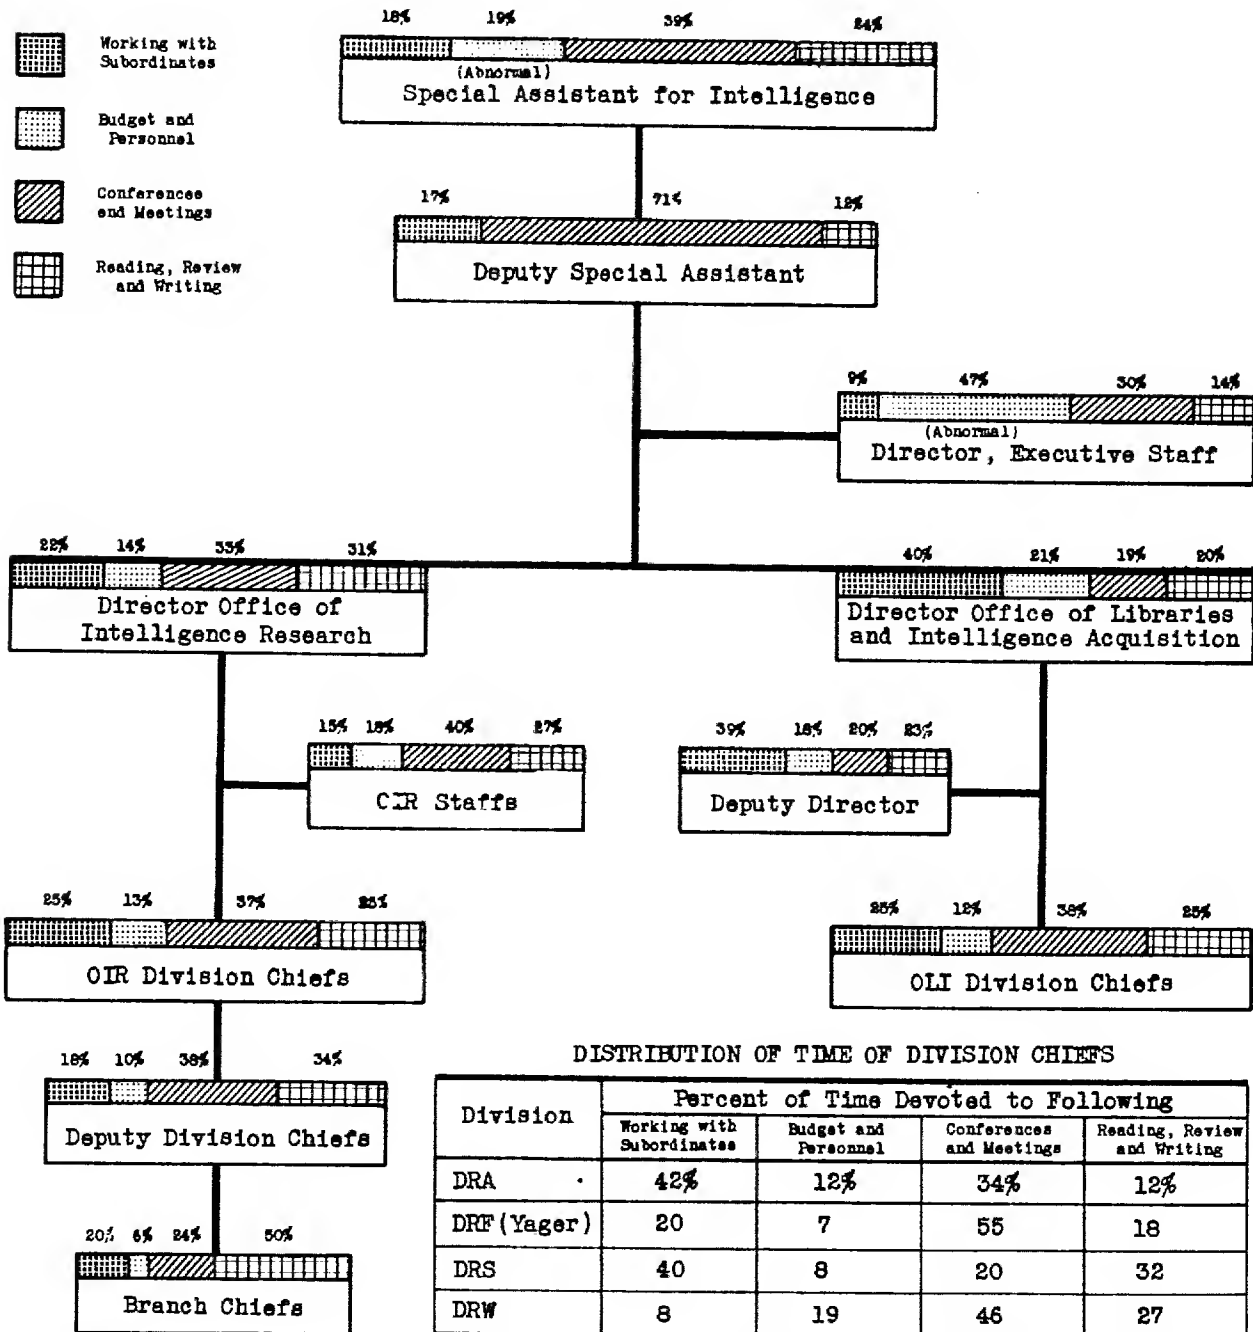 Working with
Subordinates
Budget and
Personnel
Conferences
and Meetings
Reading, Review
and Writing
18% 19% 39% 24%
(Abnormal)
Special Assistant for Intelligence
17% 71% 12%
Deputy Special Assistant
9% 47% 30% 14%
(Abnormal)
Director, Executive Staff
22% 14% 33% 31%
Director Office of
Intelligence Research
40% 21% 19% 20%
Director Office of Libraries
and Intelligence Acquisition
15% 18% 40% 27%
OIR Staffs
39% 18% 20% 23%
Deputy Director
25% 13% 37% 25%
OIR Division Chiefs
25% 12% 38% 25%
OLI Division Chiefs
18% 10% 38% 34%
Deputy Division Chiefs
20% 6% 24% 50%
Branch Chiefs
DISTRIBUTION OF TIME OF DIVISION CHIEFS
Division
Percent of Time Devoted to Following
Working with
Subordinates
Budget and
Personnel
Conferences
and Meetings
Reading, Review
and Writing
DRA 42% 12% 34% 12%
DRF (Yager) 20 7 55 18
DRS 40 8 20 32
DRW 8 19 46 27